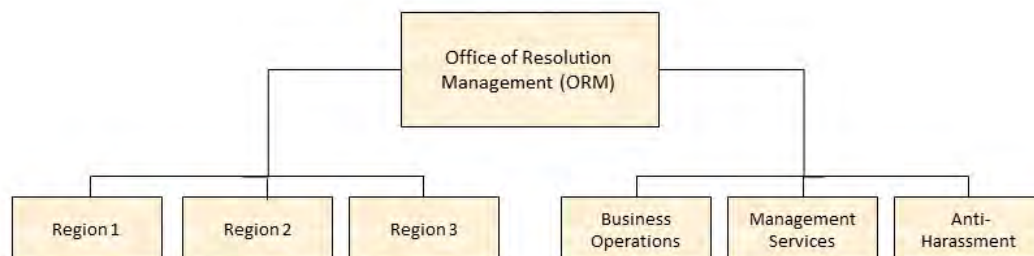 Office of Resolution
Management (ORM)
Region 1
Region 2
Region 3
Business
Operations
Management
Services
Anti-
Harassment